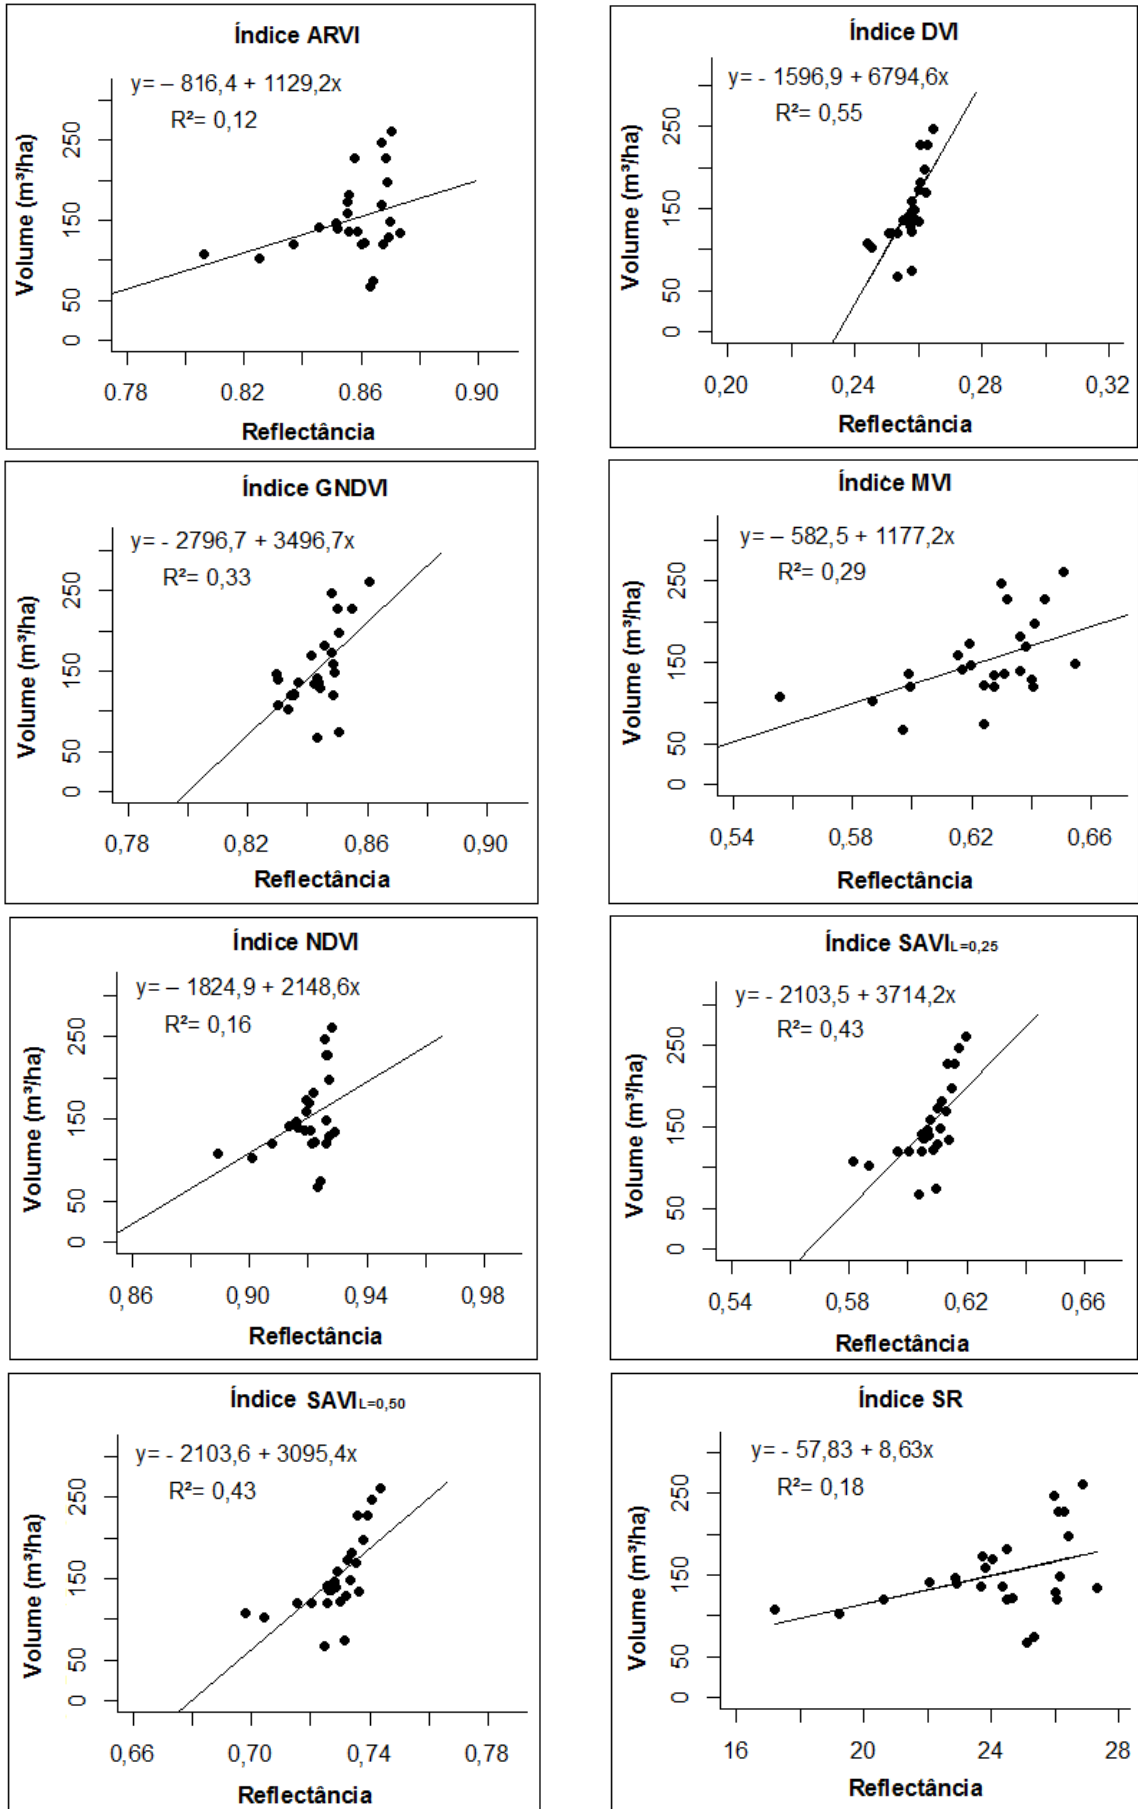 Índice ARVI
y= – 816,4 + 1129,2x
R²= 0,12
Volume (m³/ha)
0 50 150 250
0.78 0.82 0.86 0.90
Reflectância
Índice DVI
y= - 1596,9 + 6794,6x
R²= 0,55
Volume (m³/ha)
0 50 150 250
0,20 0,24 0,28 0,32
Reflectância
Índice GNDVI
y= - 2796,7 + 3496,7x
R²= 0,33
Volume (m³/ha)
0 50 150 250
0,78 0,82 0,86 0,90
Reflectância
Índice MVI
y= – 582,5 + 1177,2x
R²= 0,29
Volume (m³/ha)
0 50 150 250
0,54 0,58 0,62 0,66
Reflectância
Índice NDVI
y= – 1824,9 + 2148,6x
R²= 0,16
Volume (m³/ha)
0 50 150 250
0,86 0,90 0,94 0,98
Reflectância
Índice SAVIL=0,25
y= - 2103,5 + 3714,2x
R²= 0,43
Volume (m³/ha)
0 50 150 250
0,54 0,58 0,62 0,66
Reflectância
Índice SAVIL=0,50
y= - 2103,6 + 3095,4x
R²= 0,43
Volume (m³/ha)
0 50 150 250
0,66 0,70 0,74 0,78
Reflectância
Índice SR
y= - 57,83 + 8,63x
R²= 0,18
Volume (m³/ha)
0 50 150 250
16 20 24 28
Reflectância